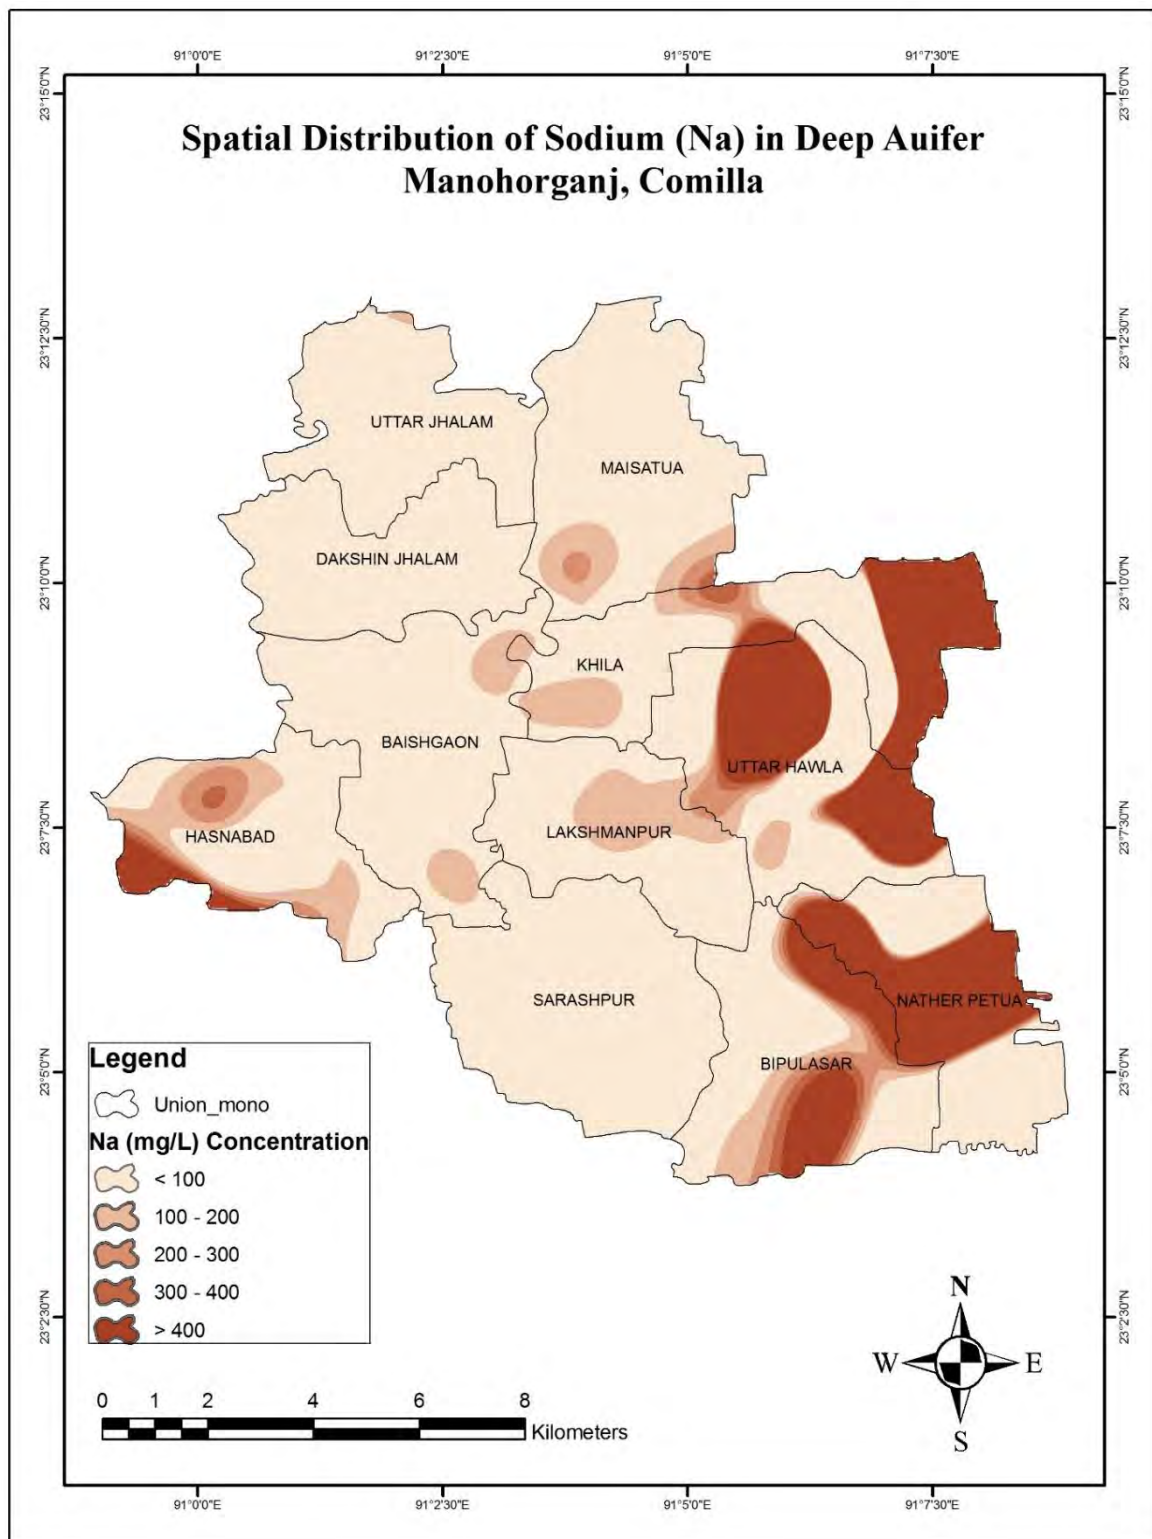 91°0'0"E
91°2'30"E
91°5'0"E
91°7'30"E
23°15'0"N
23°15'0"N
Spatial Distribution of Sodium (Na) in Deep Auifer
Manohorganj, Comilla
23°12'30"N
23°12'30"N
UTTAR JHALAM
MAISATUA
DAKSHIN JHALAM
23°10'0"N
23°10'0"N
KHILA
BAISHGAON
UTTAR HAWLA
23°7'30"N
HASNABAD
LAKSHMANPUR
23°7'30"N
SARASHPUR
NATHER PETUA
BIPULASAR
23°5'0"N
23°5'0"N
Legend
Union_mono
Na (mg/L) Concentration
< 100
100 - 200
200 - 300
300 - 400
> 400
23°2'30"N
23°2'30"N
N
W
E
S
0 1 2 4 6 8
Kilometers
91°0'0"E
91°2'30"E
91°5'0"E
91°7'30"E